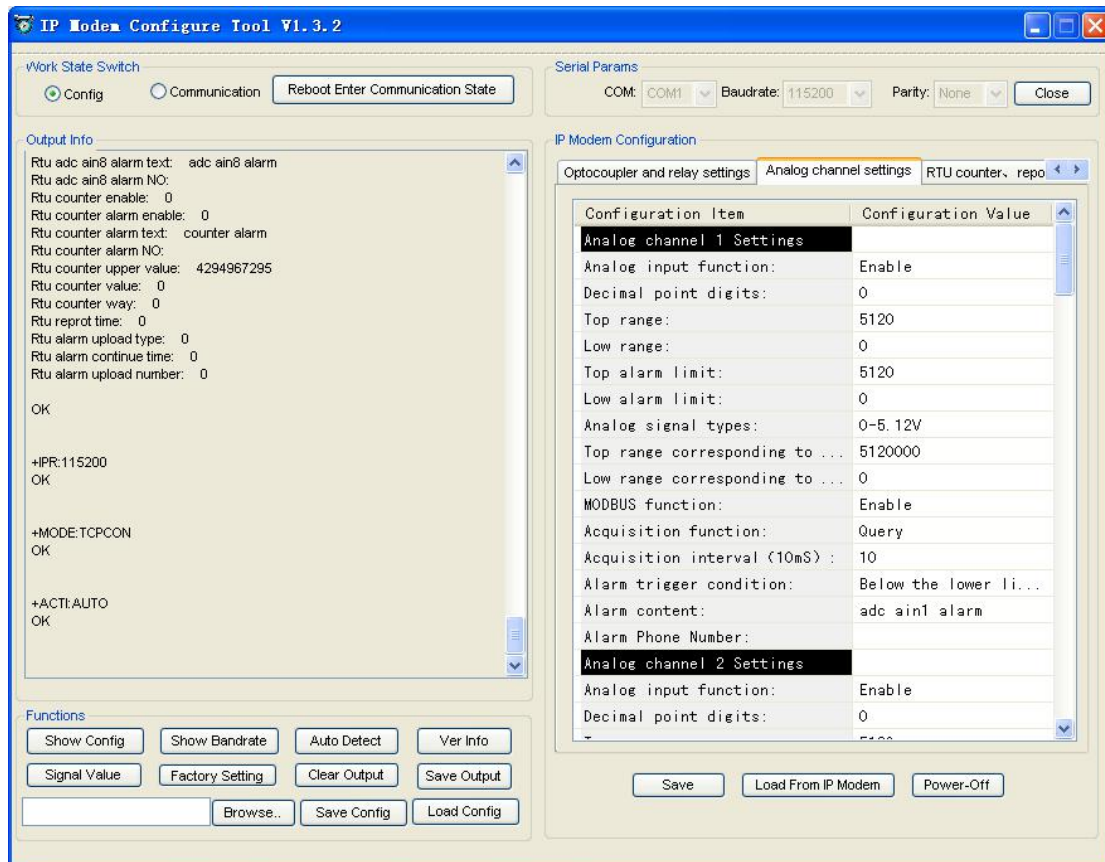 IP Modem Configure Tool V1.3.2
Work State Switch
Config
Communication
Reboot Enter Communication State
Serial Params
COM: COM1
Baudrate: 115200
Parity: None
Close
Output Info
Rtu adc ain8 alarm text: adc ain8 alarm
Rtu adc ain8 alarm NO:
Rtu counter enable: 0
Rtu counter alarm enable: 0
Rtu counter alarm text: counter alarm
Rtu counter alarm NO:
Rtu counter upper value: 4294967295
Rtu counter value: 0
Rtu counter way: 0
Rtu reprot time: 0
Rtu alarm upload type: 0
Rtu alarm continue time: 0
Rtu alarm upload number: 0
OK
+IPR:115200
OK
+MODE:TCPCON
OK
+ACTI:AUTO
OK
Functions
Show Config
Show Bandrate
Auto Detect
Ver Info
Signal Value
Factory Setting
Clear Output
Save Output
Browse..
Save Config
Load Config
IP Modem Configuration
Optocoupler and relay settings
Analog channel settings
RTU counter、repo
Configuration Item Configuration Value
Analog channel 1 Settings
Analog input function: Enable
Decimal point digits: 0
Top range: 5120
Low range: 0
Top alarm limit: 5120
Low alarm limit: 0
Analog signal types: 0-5.12V
Top range corresponding to ... 5120000
Low range corresponding to ... 0
MODBUS function: Enable
Acquisition function: Query
Acquisition interval (10mS) : 10
Alarm trigger condition: Below the lower li...
Alarm content: adc ain1 alarm
Alarm Phone Number:
Analog channel 2 Settings
Analog input function: Enable
Decimal point digits: 0
Save
Load From IP Modem
Power-Off